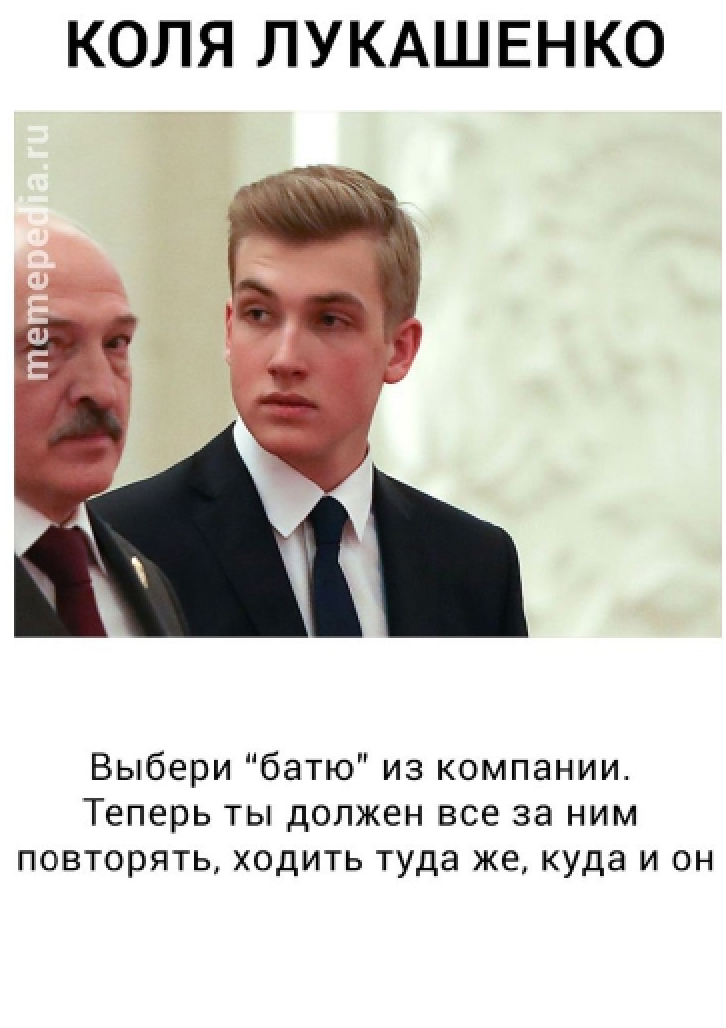 КОЛЯ ЛУКАШЕНКО
memepedia.ru
Выбери “батю" из компании.
Теперь ты должен все за ним
повторять, ходить туда же, куда и он